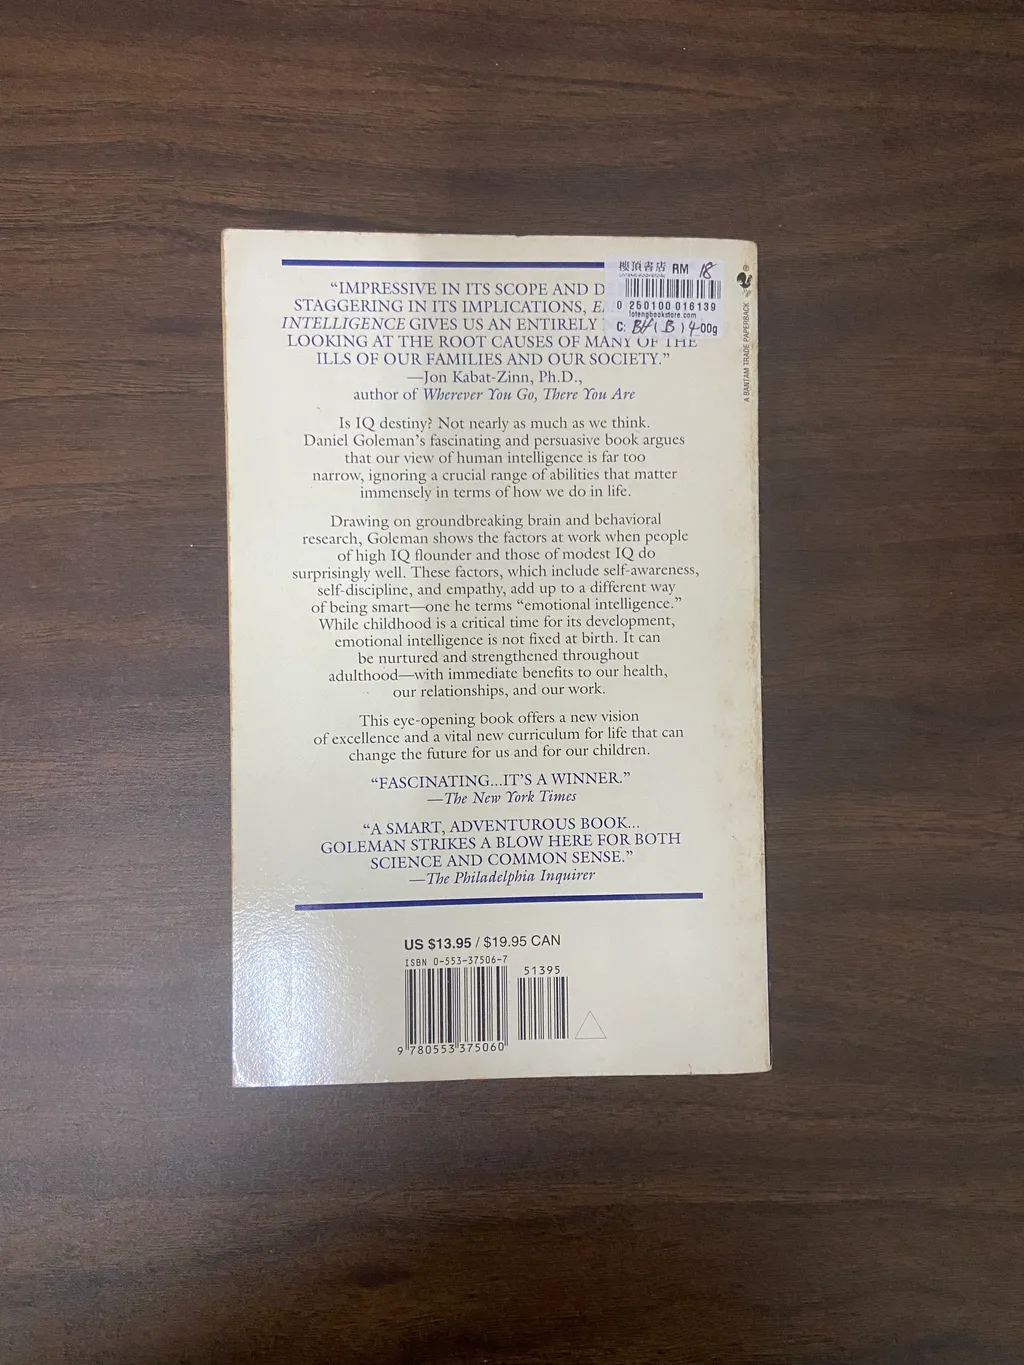 樓頂書店 RM 18
0 250100 016139
lotengbookstore.com
C: BH(B) 400g
"IMPRESSIVE IN ITS SCOPE AND D
STAGGERING IN ITS IMPLICATIONS, E
INTELLIGENCE GIVES US AN ENTIRELY
LOOKING AT THE ROOT CAUSES OF MANY OF THE
ILLS OF OUR FAMILIES AND OUR SOCIETY."
—Jon Kabat-Zinn, Ph.D.,
author of Wherever You Go, There You Are
Is IQ destiny? Not nearly as much as we think.
Daniel Goleman's fascinating and persuasive book argues
that our view of human intelligence is far too
narrow, ignoring a crucial range of abilities that matter
immensely in terms of how we do in life.
Drawing on groundbreaking brain and behavioral
research, Goleman shows the factors at work when people
of high IQ flounder and those of modest IQ do
surprisingly well. These factors, which include self-awareness,
self-discipline, and empathy, add up to a different way
of being smart—one he terms "emotional intelligence."
While childhood is a critical time for its development,
emotional intelligence is not fixed at birth. It can
be nurtured and strengthened throughout
adulthood—with immediate benefits to our health,
our relationships, and our work.
This eye-opening book offers a new vision
of excellence and a vital new curriculum for life that can
change the future for us and for our children.
"FASCINATING...IT'S A WINNER."
—The New York Times
"A SMART, ADVENTUROUS BOOK...
GOLEMAN STRIKES A BLOW HERE FOR BOTH
SCIENCE AND COMMON SENSE."
—The Philadelphia Inquirer
US $13.95 / $19.95 CAN
ISBN 0-553-37506-7
51395
9 780553 375060
A BANTAM TRADE PAPERBACK